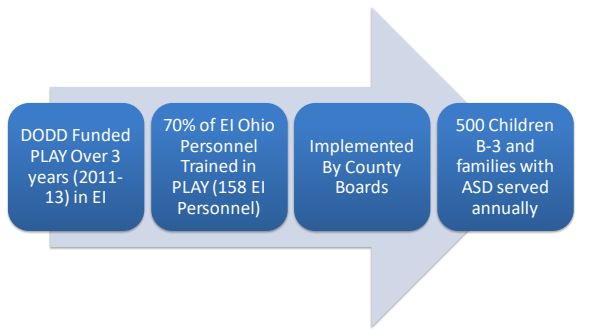 DODD Funded
PLAY Over 3
years (2011-
13) in EI
70% of EI Ohio
Personnel
Trained in
PLAY (158 EI
Personnel)
Implemented
By County
Boards
500 Children
B-3 and
families with
ASD served
annually